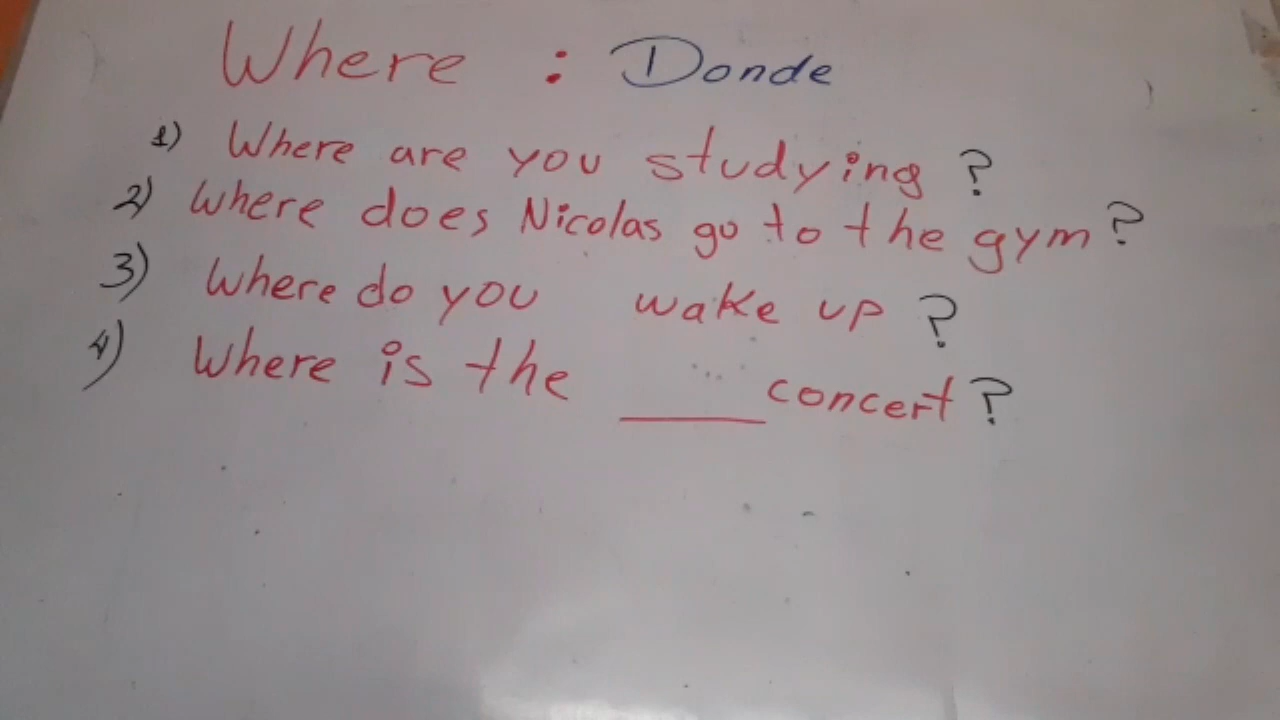 Where : Donde
1) Where are you studying ?
2) Where does Nicolas go to the gym ?
3) Where do you wake up ?
4) Where is the ____ concert ?